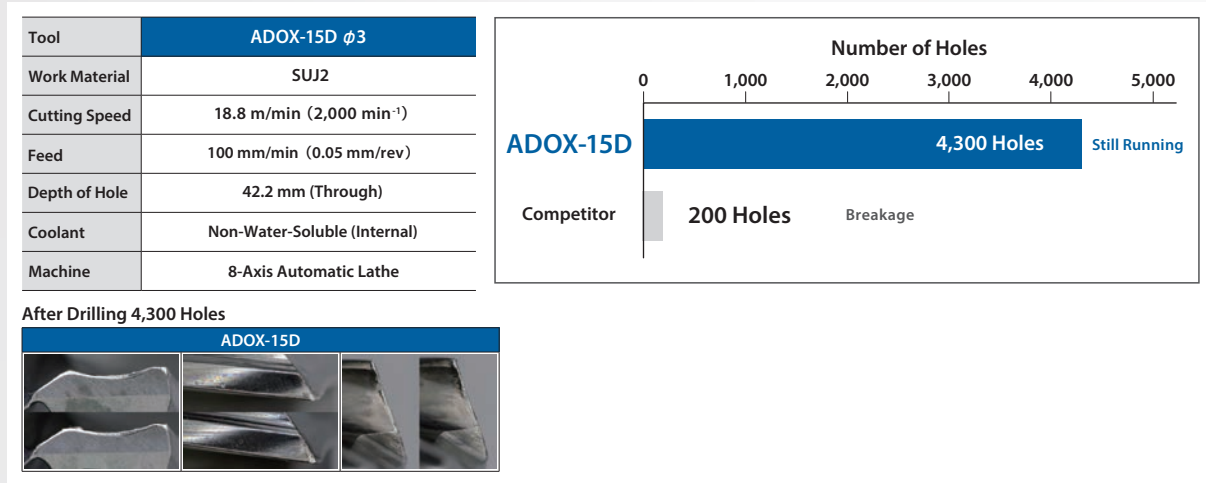 Tool ADOX-15D φ3
Work Material SUJ2
Cutting Speed 18.8 m/min（2,000 min⁻¹）
Feed 100 mm/min（0.05 mm/rev）
Depth of Hole 42.2 mm (Through)
Coolant Non-Water-Soluble (Internal)
Machine 8-Axis Automatic Lathe
Number of Holes
0 1,000 2,000 3,000 4,000 5,000
ADOX-15D 4,300 Holes Still Running
Competitor 200 Holes Breakage
After Drilling 4,300 Holes
ADOX-15D